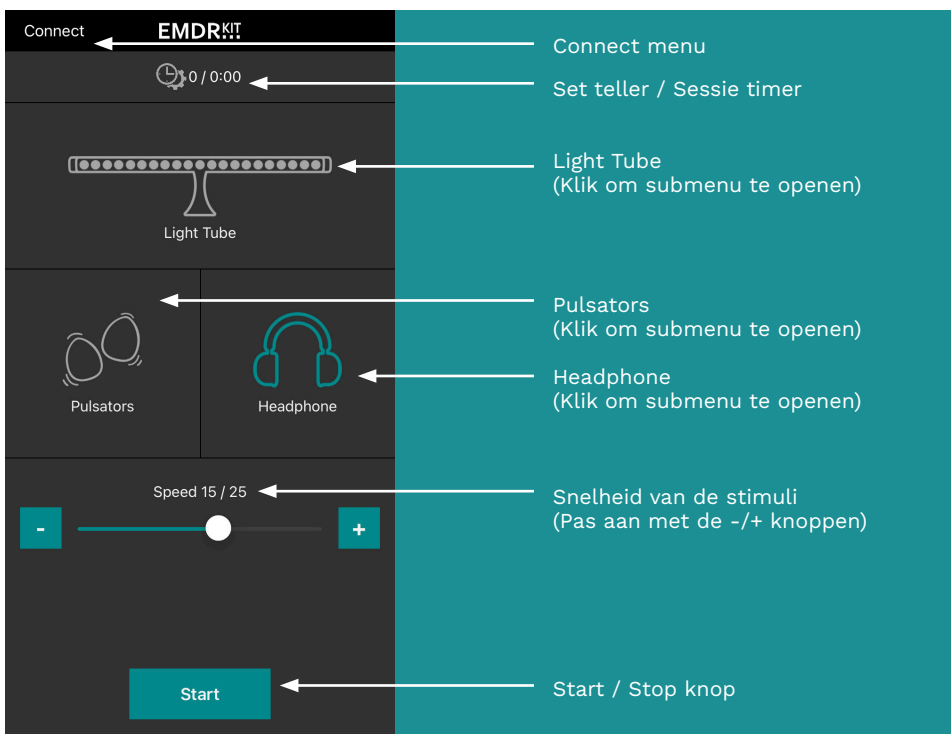 Connect
EMDRKIT
Connect menu
0 / 0:00
Set teller / Sessie timer
Light Tube
(Klik om submenu te openen)
Light Tube
Pulsators
(Klik om submenu te openen)
Headphone
(Klik om submenu te openen)
Pulsators
Headphone
Speed 15 / 25
Snelheid van de stimuli
(Pas aan met de -/+ knoppen)
-
+
Start
Start / Stop knop